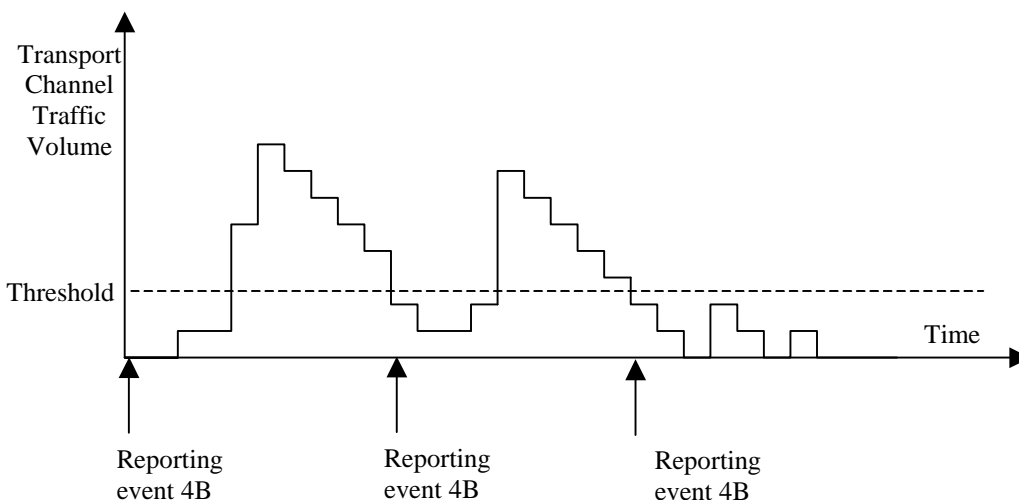 Transport
Channel
Traffic
Volume
Threshold
Time
Reporting
event 4B
Reporting
event 4B
Reporting
event 4B